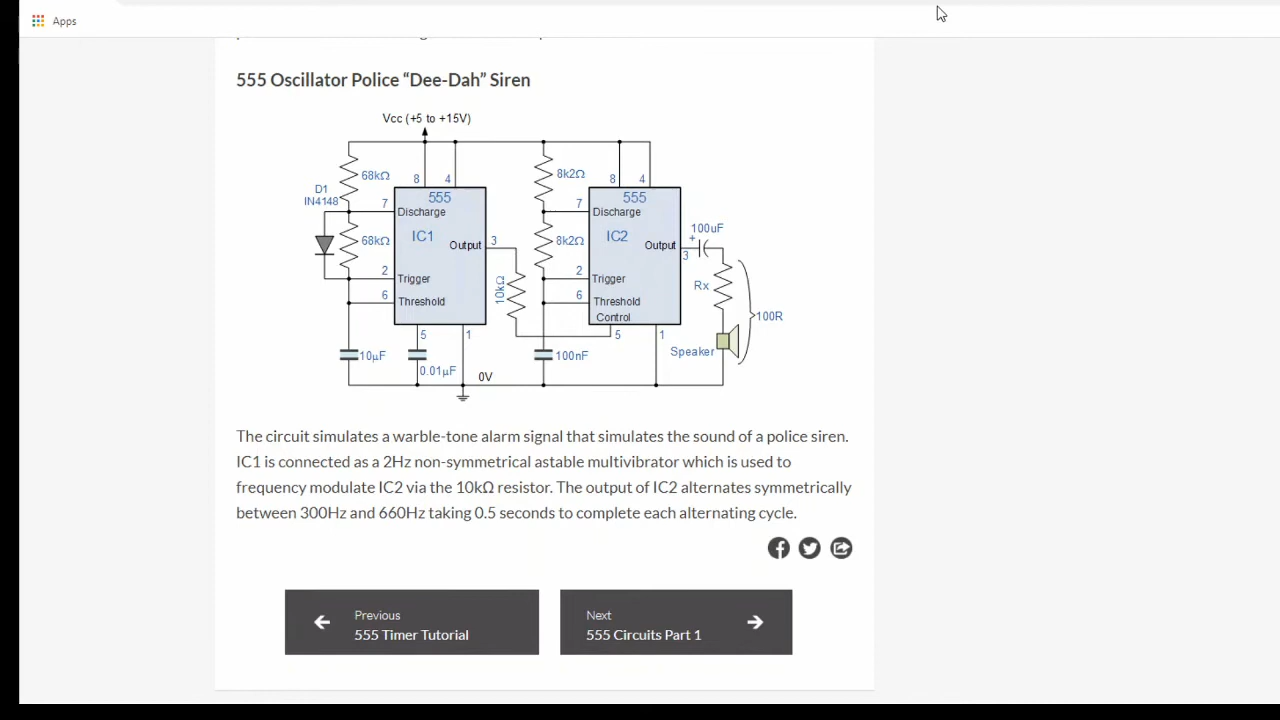 Apps
555 Oscillator Police “Dee-Dah” Siren
Vcc (+5 to +15V)
68kΩ
8
4
8k2Ω
8
4
D1
IN4148
7
555
Discharge
7
555
Discharge
68kΩ
IC1
Output
3
8k2Ω
IC2
Output
3
100uF
+
2
Trigger
10kΩ
2
Trigger
Rx
6
Threshold
6
Threshold
Control
100R
5
1
5
1
10µF
0.01µF
100nF
Speaker
0V
The circuit simulates a warble-tone alarm signal that simulates the sound of a police siren.
IC1 is connected as a 2Hz non-symmetrical astable multivibrator which is used to
frequency modulate IC2 via the 10kΩ resistor. The output of IC2 alternates symmetrically
between 300Hz and 660Hz taking 0.5 seconds to complete each alternating cycle.
Previous
555 Timer Tutorial
Next
555 Circuits Part 1